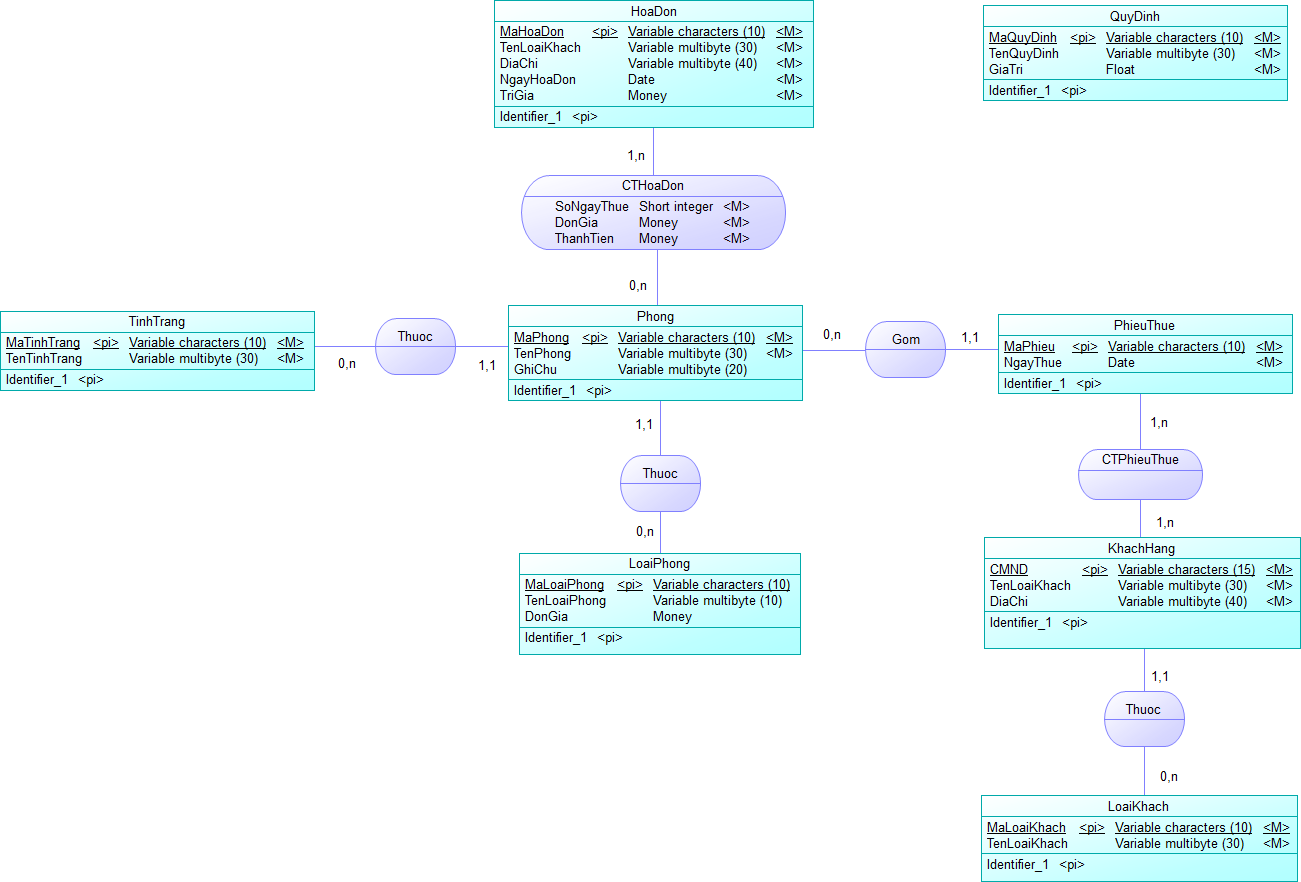 HoaDon
MaHoaDon <pi> Variable characters (10) <M>
TenLoaiKhach Variable multibyte (30) <M>
DiaChi Variable multibyte (40) <M>
NgayHoaDon Date <M>
TriGia Money <M>
Identifier_1 <pi>
QuyDinh
MaQuyDinh <pi> Variable characters (10) <M>
TenQuyDinh Variable multibyte (30) <M>
GiaTri Float <M>
Identifier_1 <pi>
1,n
CTHoaDon
SoNgayThue Short integer <M>
DonGia Money <M>
ThanhTien Money <M>
0,n
TinhTrang
MaTinhTrang <pi> Variable characters (10) <M>
TenTinhTrang Variable multibyte (30) <M>
Identifier_1 <pi>
0,n
Thuoc
1,1
Phong
MaPhong <pi> Variable characters (10) <M>
TenPhong Variable multibyte (30) <M>
GhiChu Variable multibyte (20)
Identifier_1 <pi>
0,n
Gom
1,1
PhieuThue
MaPhieu <pi> Variable characters (10) <M>
NgayThue Date <M>
Identifier_1 <pi>
1,1
Thuoc
0,n
LoaiPhong
MaLoaiPhong <pi> Variable characters (10)
TenLoaiPhong Variable multibyte (10)
DonGia Money
Identifier_1 <pi>
1,n
CTPhieuThue
1,n
KhachHang
CMND <pi> Variable characters (15) <M>
TenLoaiKhach Variable multibyte (30) <M>
DiaChi Variable multibyte (40) <M>
Identifier_1 <pi>
1,1
Thuoc
0,n
LoaiKhach
MaLoaiKhach <pi> Variable characters (10) <M>
TenLoaiKhach Variable multibyte (30) <M>
Identifier_1 <pi>